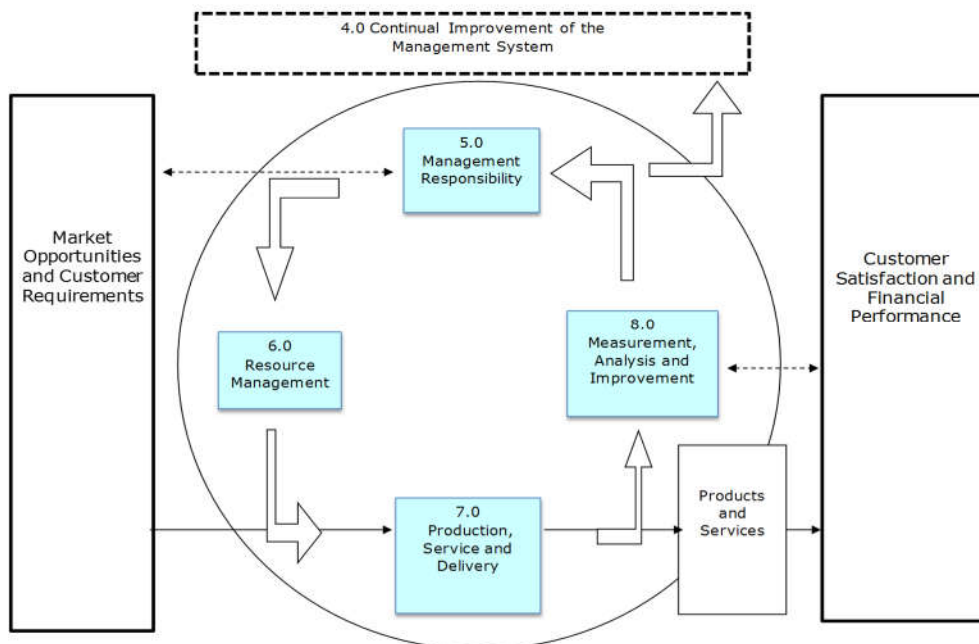 4.0 Continual Improvement of the
Management System
5.0
Management
Responsibility
Market
Opportunities
and Customer
Requirements
Customer
Satisfaction and
Financial
Performance
6.0
Resource
Management
8.0
Measurement,
Analysis and
Improvement
7.0
Production,
Service and
Delivery
Products
and
Services